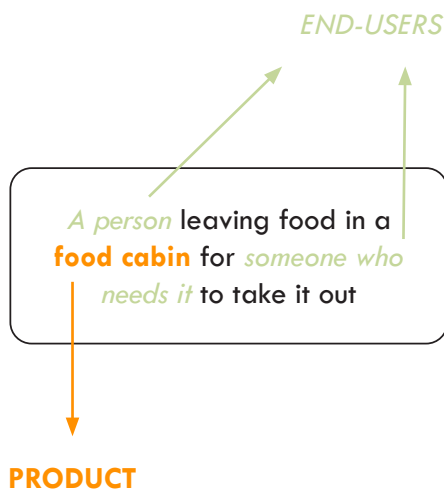 END-USERS
A person leaving food in a
food cabin for someone who
needs it to take it out
PRODUCT